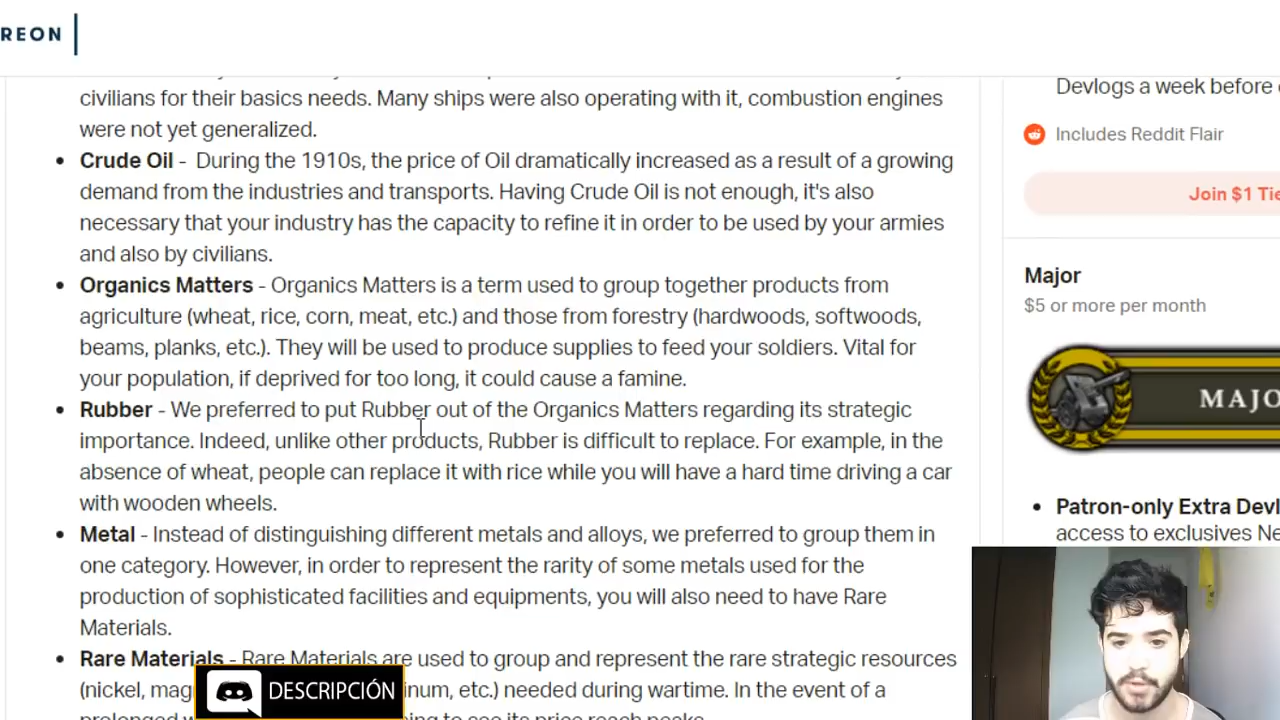 REON
civilians for their basics needs. Many ships were also operating with it, combustion engines
were not yet generalized.
• Crude Oil - During the 1910s, the price of Oil dramatically increased as a result of a growing
demand from the industries and transports. Having Crude Oil is not enough, it's also
necessary that your industry has the capacity to refine it in order to be used by your armies
and also by civilians.
• Organics Matters - Organics Matters is a term used to group together products from
agriculture (wheat, rice, corn, meat, etc.) and those from forestry (hardwoods, softwoods,
beams, planks, etc.). They will be used to produce supplies to feed your soldiers. Vital for
your population, if deprived for too long, it could cause a famine.
• Rubber - We preferred to put Rubber out of the Organics Matters regarding its strategic
importance. Indeed, unlike other products, Rubber is difficult to replace. For example, in the
absence of wheat, people can replace it with rice while you will have a hard time driving a car
with wooden wheels.
• Metal - Instead of distinguishing different metals and alloys, we preferred to group them in
one category. However, in order to represent the rarity of some metals used for the
production of sophisticated facilities and equipments, you will also need to have Rare
Materials.
• Rare Materials - Rare Materials are used to group and represent the rare strategic resources
(nickel, mag
inum, etc.) needed during wartime. In the event of a
DESCRIPCIÓN
Devlogs a week before
Includes Reddit Flair
Join $1 Tie
Major
$5 or more per month
MAJO
• Patron-only Extra Devl
access to exclusives Ne